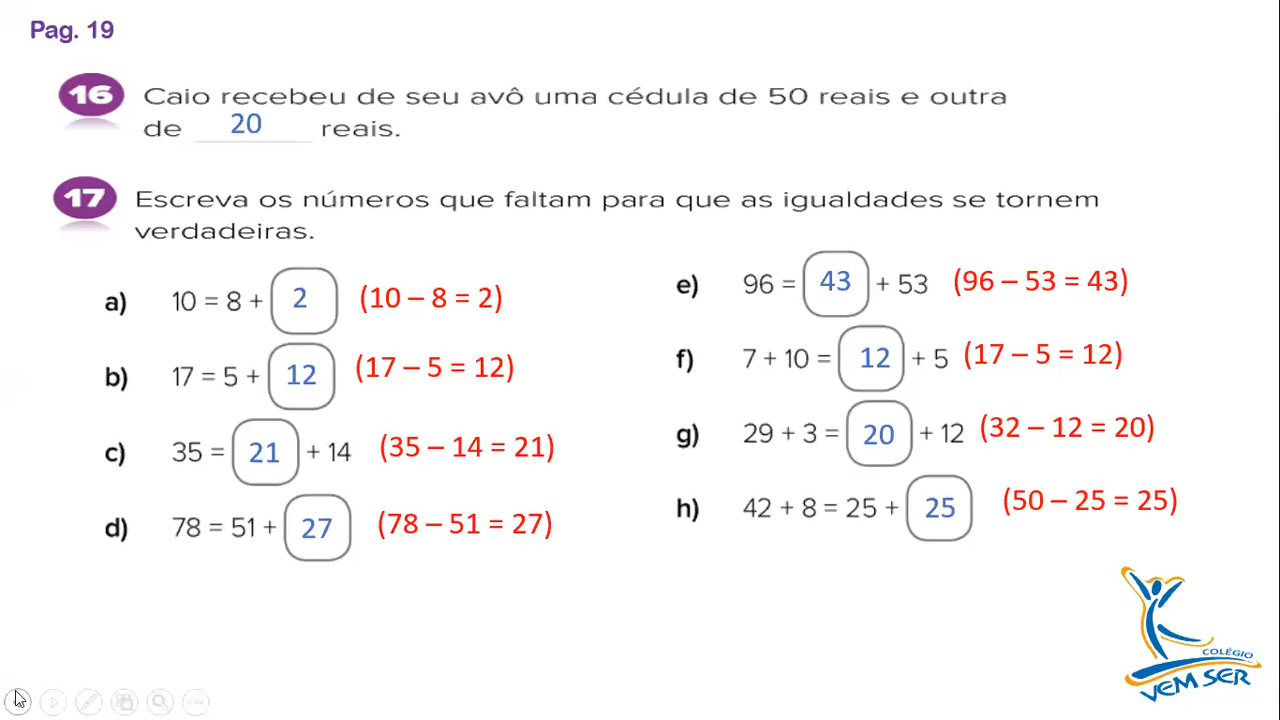 Pag. 19
16 Caio recebeu de seu avô uma cédula de 50 reais e outra
de 20 reais.
17 Escreva os números que faltam para que as igualdades se tornem
verdadeiras.
a) 10 = 8 + 2 (10 – 8 = 2)
b) 17 = 5 + 12 (17 – 5 = 12)
c) 35 = 21 + 14 (35 – 14 = 21)
d) 78 = 51 + 27 (78 – 51 = 27)
e) 96 = 43 + 53 (96 – 53 = 43)
f) 7 + 10 = 12 + 5 (17 – 5 = 12)
g) 29 + 3 = 20 + 12 (32 – 12 = 20)
h) 42 + 8 = 25 + 25 (50 – 25 = 25)
COLÉGIO
VEM SER